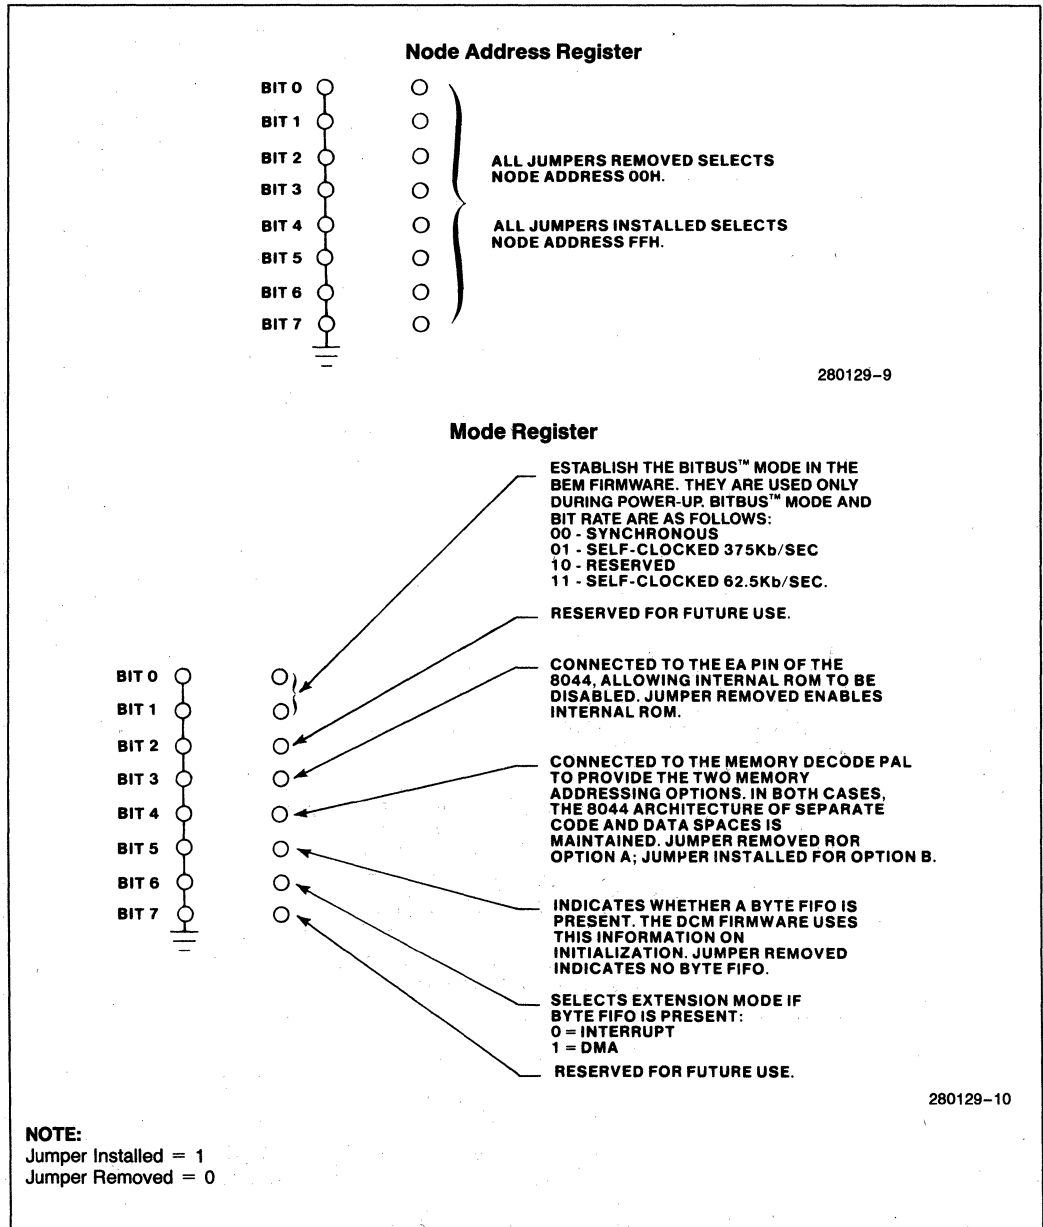 Node Address Register
BIT 0
BIT 1
BIT 2
BIT 3
BIT 4
BIT 5
BIT 6
BIT 7
ALL JUMPERS REMOVED SELECTS
NODE ADDRESS 00H.
ALL JUMPERS INSTALLED SELECTS
NODE ADDRESS FFH.
280129–9
Mode Register
BIT 0
BIT 1
BIT 2
BIT 3
BIT 4
BIT 5
BIT 6
BIT 7
ESTABLISH THE BITBUS™ MODE IN THE
BEM FIRMWARE. THEY ARE USED ONLY
DURING POWER-UP. BITBUS™ MODE AND
BIT RATE ARE AS FOLLOWS:
00 - SYNCHRONOUS
01 - SELF-CLOCKED 375Kb/SEC
10 - RESERVED
11 - SELF-CLOCKED 62.5Kb/SEC.
RESERVED FOR FUTURE USE.
CONNECTED TO THE EA PIN OF THE
8044, ALLOWING INTERNAL ROM TO BE
DISABLED. JUMPER REMOVED ENABLES
INTERNAL ROM.
CONNECTED TO THE MEMORY DECODE PAL
TO PROVIDE THE TWO MEMORY
ADDRESSING OPTIONS. IN BOTH CASES,
THE 8044 ARCHITECTURE OF SEPARATE
CODE AND DATA SPACES IS
MAINTAINED. JUMPER REMOVED ROR
OPTION A; JUMPER INSTALLED FOR OPTION B.
INDICATES WHETHER A BYTE FIFO IS
PRESENT. THE DCM FIRMWARE USES
THIS INFORMATION ON
INITIALIZATION. JUMPER REMOVED
INDICATES NO BYTE FIFO.
SELECTS EXTENSION MODE IF
BYTE FIFO IS PRESENT:
0 = INTERRUPT
1 = DMA
RESERVED FOR FUTURE USE.
280129–10
NOTE:
Jumper Installed = 1
Jumper Removed = 0